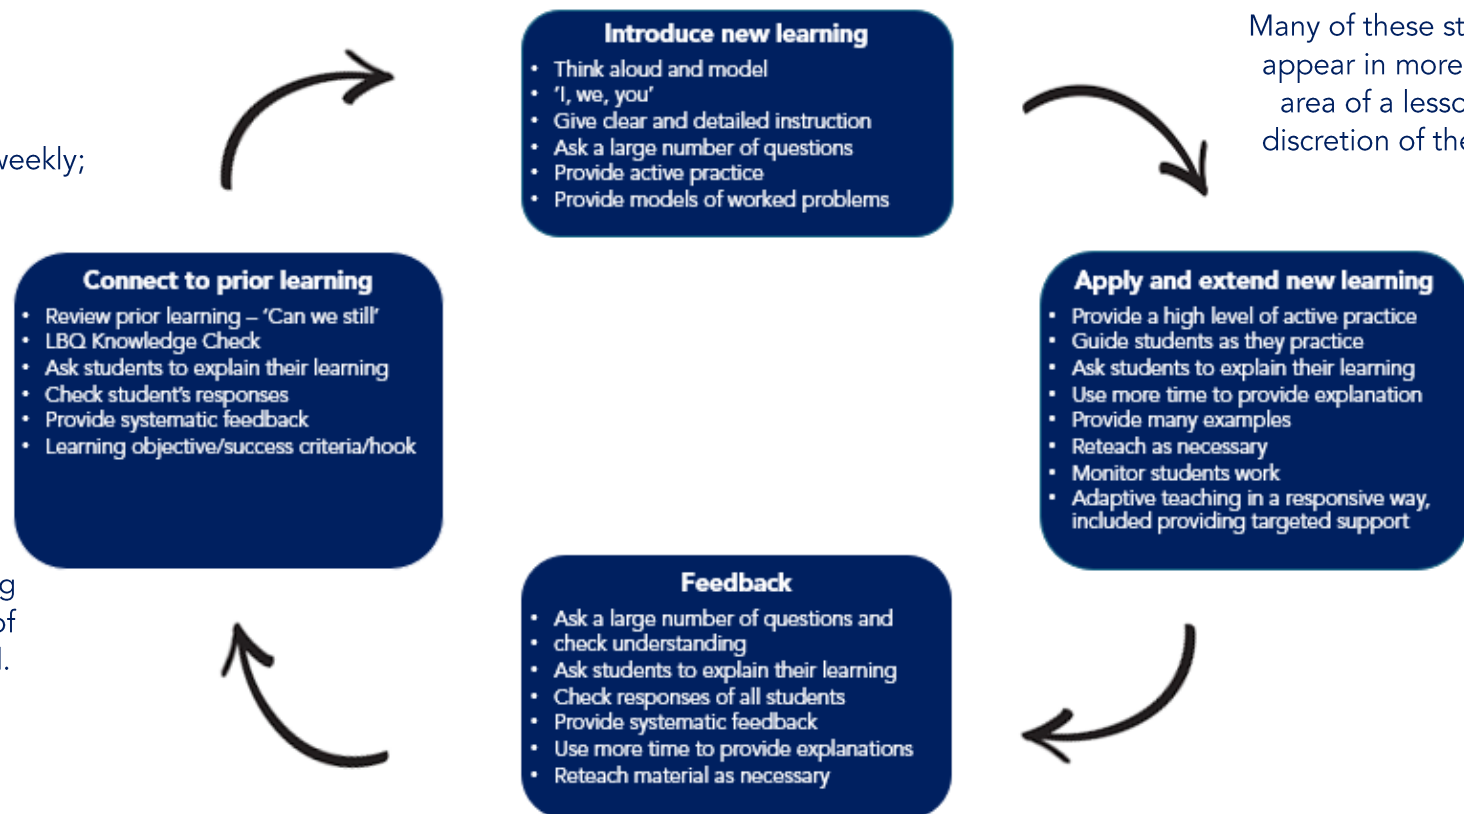 Introduce new learning
• Think aloud and model
• 'I, we, you'
• Give clear and detailed instruction
• Ask a large number of questions
• Provide active practice
• Provide models of worked problems
Many of these st
appear in more
area of a lesso
discretion of the
weekly;
Connect to prior learning
• Review prior learning – 'Can we still'
• LBQ Knowledge Check
• Ask students to explain their learning
• Check student's responses
• Provide systematic feedback
• Learning objective/success criteria/hook
Apply and extend new learning
• Provide a high level of active practice
• Guide students as they practice
• Ask students to explain their learning
• Use more time to provide explanation
• Provide many examples
• Reteach as necessary
• Monitor students work
• Adaptive teaching in a responsive way,
included providing targeted support
g
of
.
Feedback
• Ask a large number of questions and
• check understanding
• Ask students to explain their learning
• Check responses of all students
• Provide systematic feedback
• Use more time to provide explanations
• Reteach material as necessary